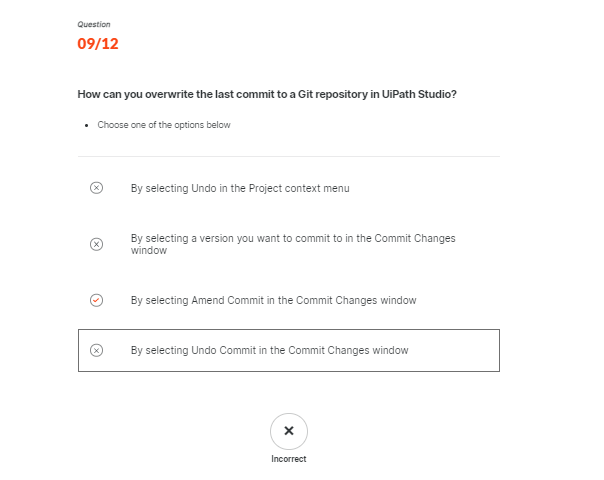 Question
09/12
How can you overwrite the last commit to a Git repository in UiPath Studio?
• Choose one of the options below
By selecting Undo in the Project context menu
By selecting a version you want to commit to in the Commit Changes
window
By selecting Amend Commit in the Commit Changes window
By selecting Undo Commit in the Commit Changes window
Incorrect